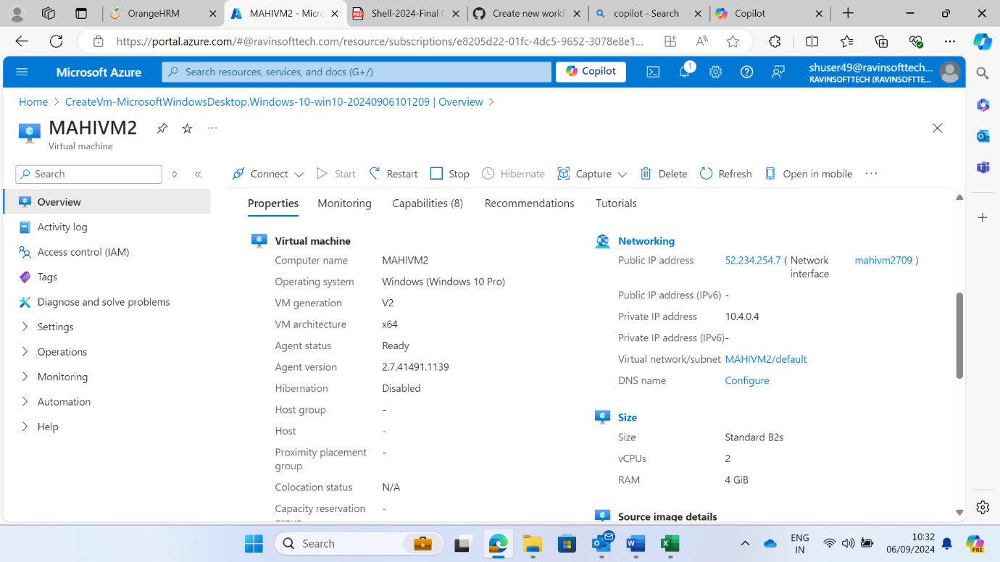 OrangeHRM
MAHIVM2 - Micro
Shell-2024-Final
Create new workf
copilot - Search
Copilot
https://portal.azure.com/#@ravinsofttech.com/resource/subscriptions/e8205d22-01fc-4dc5-9652-3078e8e1...
Microsoft Azure
Search resources, services, and docs (G+/)
Copilot
1
shuser49@ravinsofttech....
RAVINSOFTTECH (RAVINSOFTTE...
Home > CreateVm-MicrosoftWindowsDesktop.Windows-10-win10-20240906101209 | Overview >
MAHIVM2
Virtual machine
Search
Connect
Start
Restart
Stop
Hibernate
Capture
Delete
Refresh
Open in mobile
Overview
Activity log
Access control (IAM)
Tags
Diagnose and solve problems
Settings
Operations
Monitoring
Automation
Help
Properties
Monitoring
Capabilities (8)
Recommendations
Tutorials
Virtual machine
Computer name MAHIVM2
Operating system Windows (Windows 10 Pro)
VM generation V2
VM architecture x64
Agent status Ready
Agent version 2.7.41491.1139
Hibernation Disabled
Host group -
Host -
Proximity placement -
group
Colocation status N/A
Capacity reservation -
group
Networking
Public IP address 52.234.254.7 ( Network mahivm2709 )
interface
Public IP address (IPv6) -
Private IP address 10.4.0.4
Private IP address (IPv6) -
Virtual network/subnet MAHIVM2/default
DNS name Configure
Size
Size Standard B2s
vCPUs 2
RAM 4 GiB
Source image details
Search
ENG
IN
10:32
06/09/2024
PRE